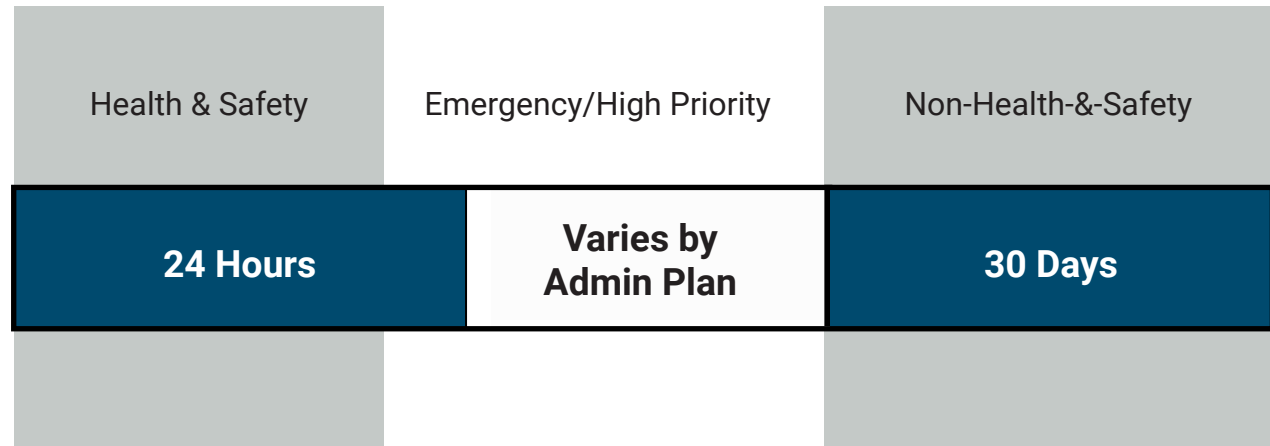 Health & Safety
Emergency/High Priority
Non-Health-&-Safety
24 Hours
Varies by
Admin Plan
30 Days